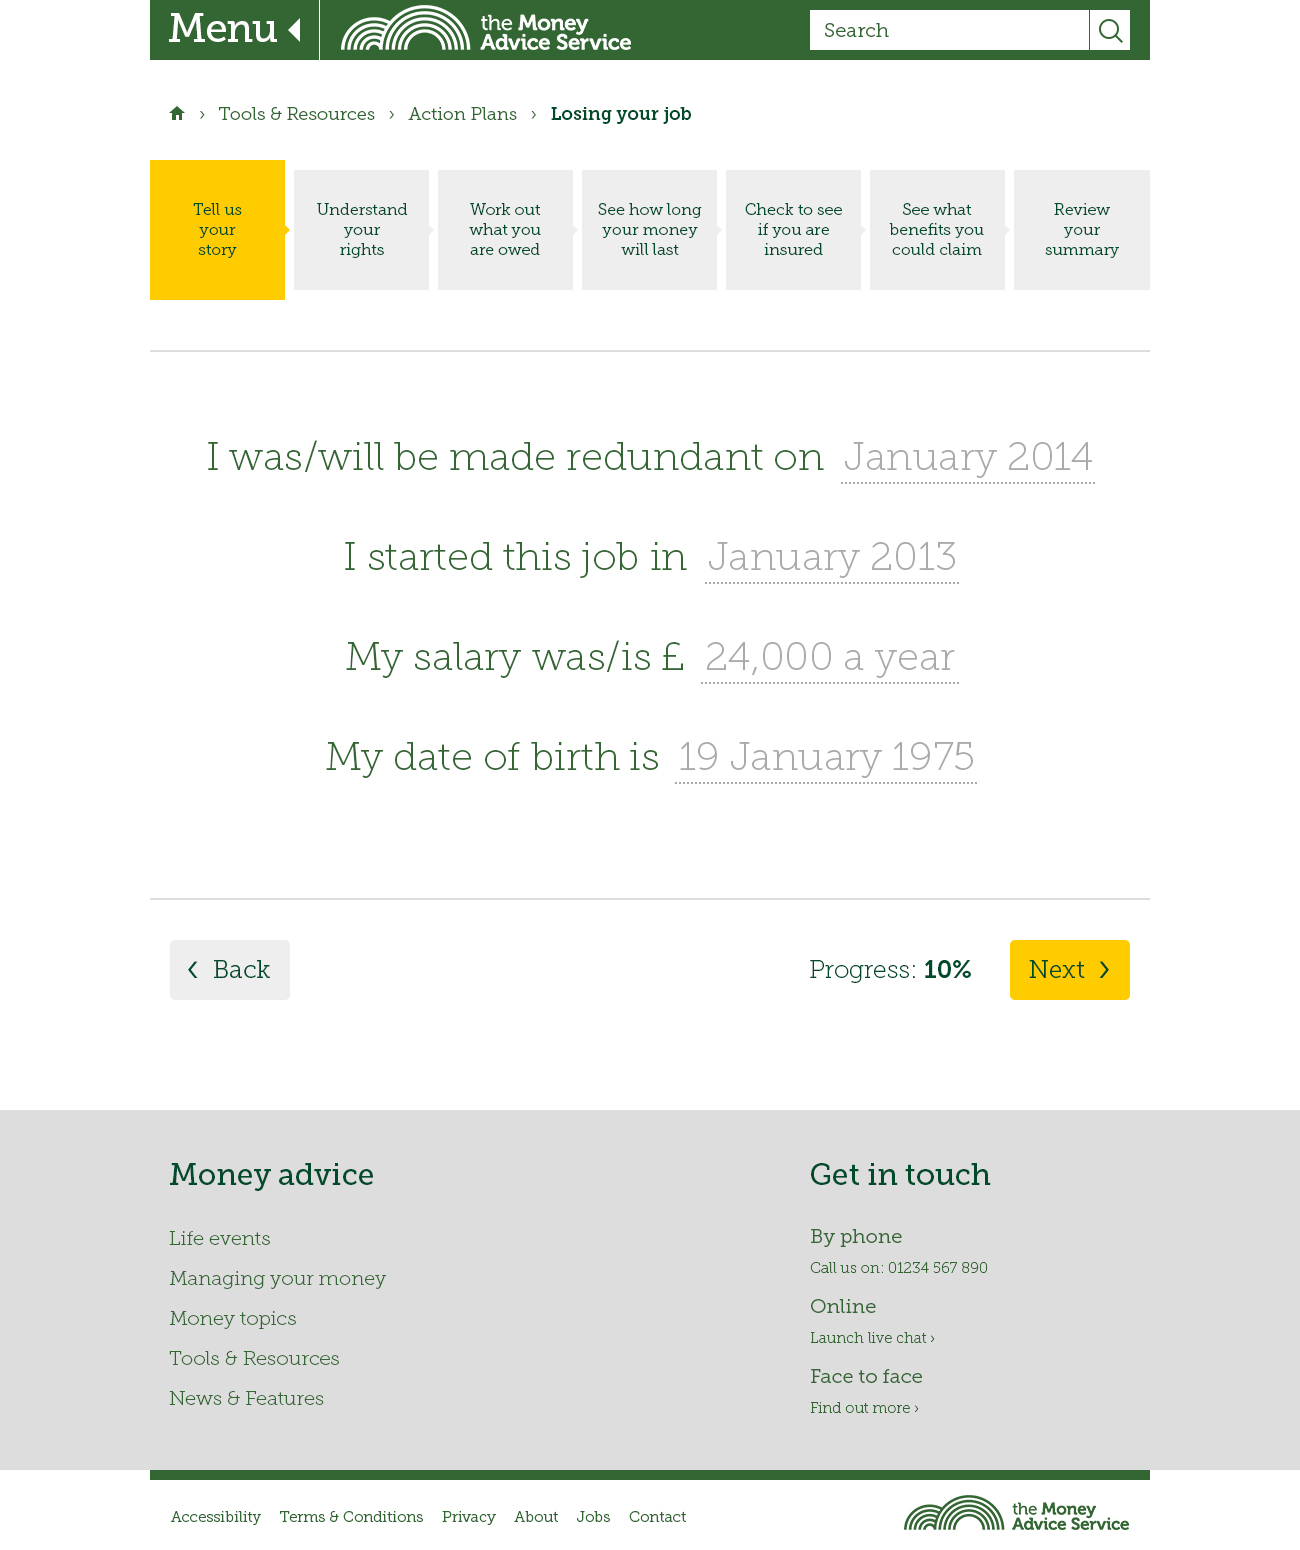 Menu
the Money
Advice Service
Search
› Tools & Resources › Action Plans › Losing your job
Tell us
your
story
Understand
your
rights
Work out
what you
are owed
See how long
your money
will last
Check to see
if you are
insured
See what
benefits you
could claim
Review
your
summary
I was/will be made redundant on January 2014
I started this job in January 2013
My salary was/is £ 24,000 a year
My date of birth is 19 January 1975
‹ Back
Progress: 10%
Next ›
Money advice
Life events
Managing your money
Money topics
Tools & Resources
News & Features
Get in touch
By phone
Call us on: 01234 567 890
Online
Launch live chat ›
Face to face
Find out more ›
Accessibility Terms & Conditions Privacy About Jobs Contact
the Money
Advice Service